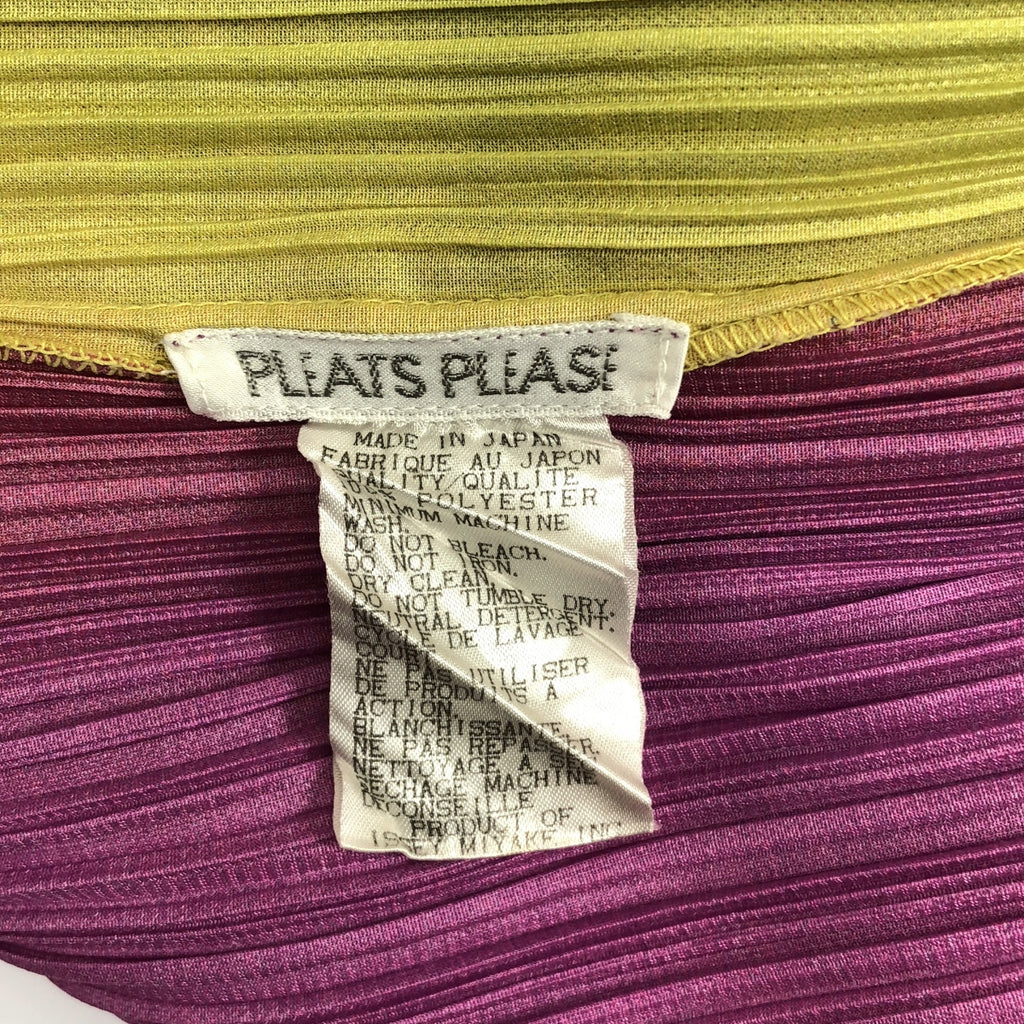 PLEATS PLEASE
MADE IN JAPAN
FABRIQUE AU JAPON
QUALITY/QUALITE
POLYESTER
MINIMUM MACHINE
WASH.
DO NOT BLEACH.
DO NOT IRON.
DRY CLEAN.
DO NOT TUMBLE DRY.
NEUTRAL DETERGENT.
CYCLE DE LAVAGE
NE PAS UTILISER
DE PRODUITS A
ACTION
BLANCHISSANTE
NE PAS REPASSER.
NETTOYAGE A SEC
SECHAGE MACHINE
DECONSEILLE
PRODUCT OF
ISSEY MIYAKE INC.